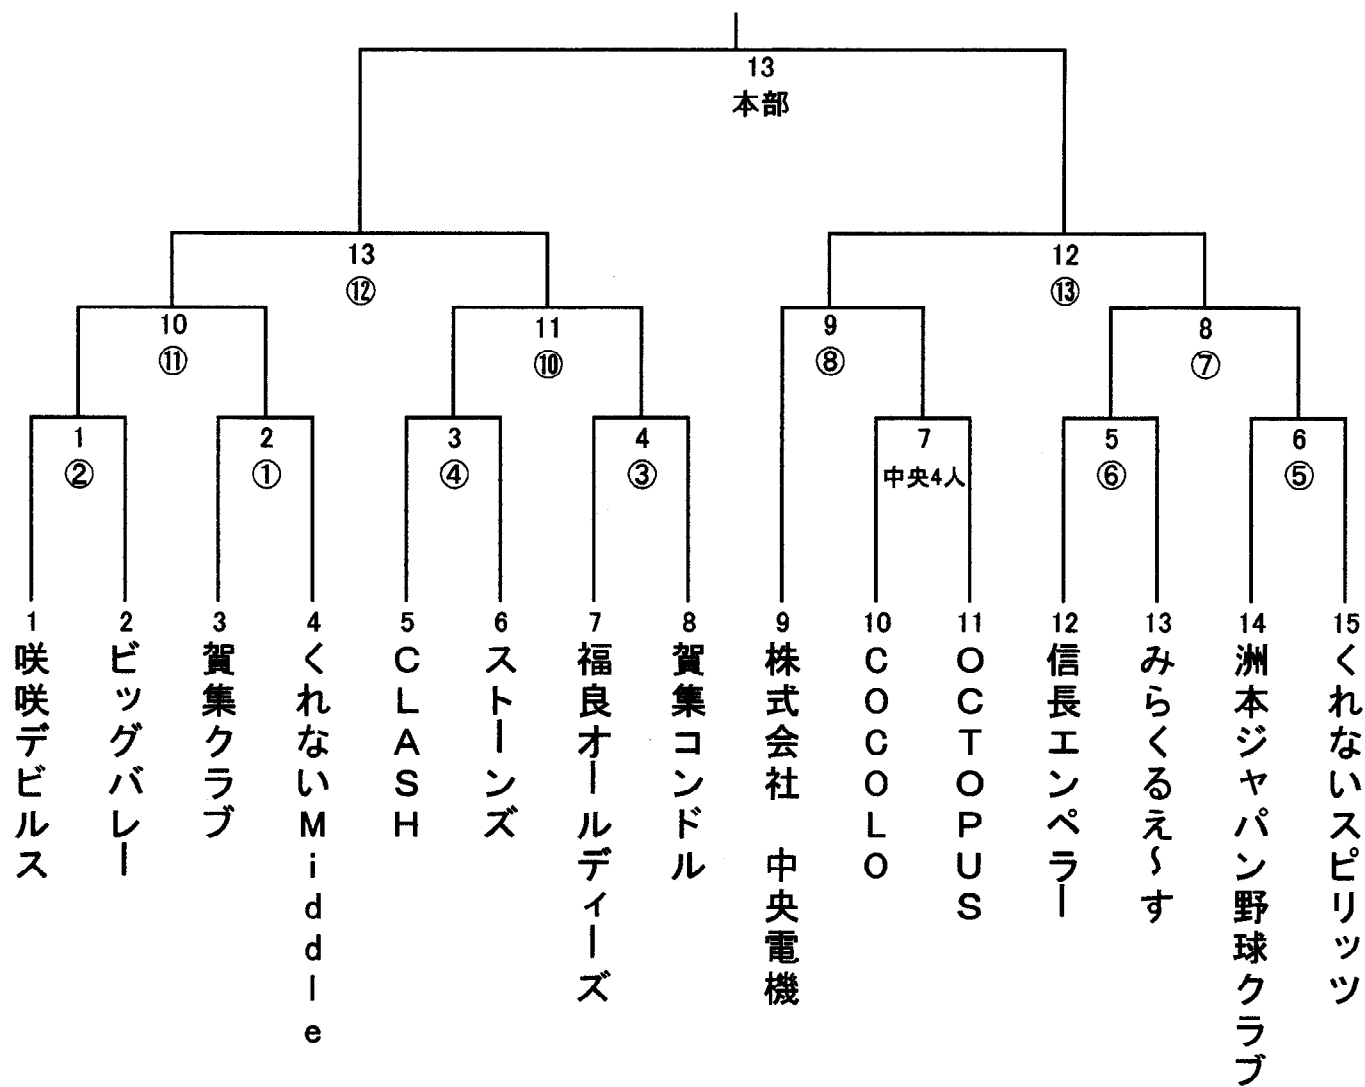 13
本部
13
12
⑫
⑬
10
11
9
8
⑪
⑩
⑧
⑦
1
2
3
4
7
5
6
②
①
④
③
中央4人
⑥
⑤
1
咲咲デビルス
2
ビッグバレー
3
賀集クラブ
4
くれないMiddle
5
CLASH
6
ストーンズ
7
福良オールディーズ
8
賀集コンドル
9
株式会社 中央電機
10
COCOLO
11
OCTOPUS
12
信長エンペラー
13
みらくるえ～す
14
洲本ジャパン野球クラブ
15
くれないスピリッツ